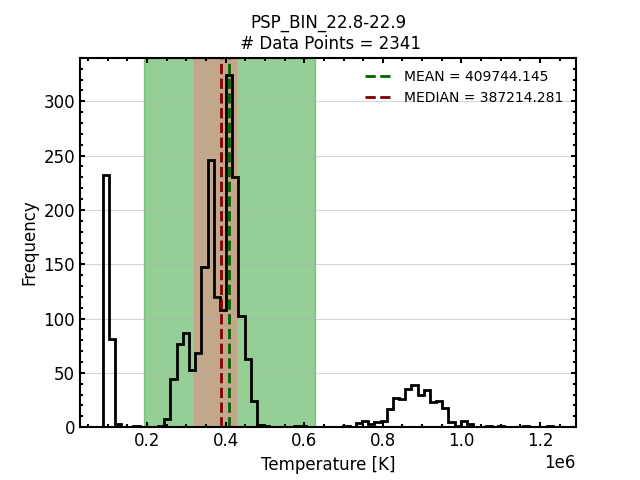 PSP_BIN_22.8-22.9
# Data Points = 2341
MEAN = 409744.145
MEDIAN = 387214.281
Frequency
300
250
200
150
100
50
0
0.2 0.4 0.6 0.8 1.0 1.2
1e6
Temperature [K]